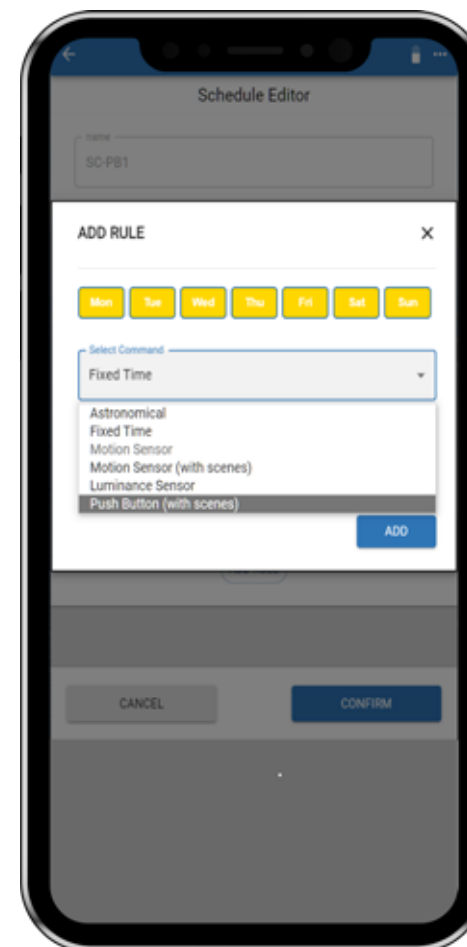 Schedule Editor
name
SC-PB1
ADD RULE
Mon Tue Wed Thu Fri Sat Sun
Select Command
Fixed Time
Astronomical
Fixed Time
Motion Sensor
Motion Sensor (with scenes)
Luminance Sensor
Push Button (with scenes)
ADD
CANCEL CONFIRM